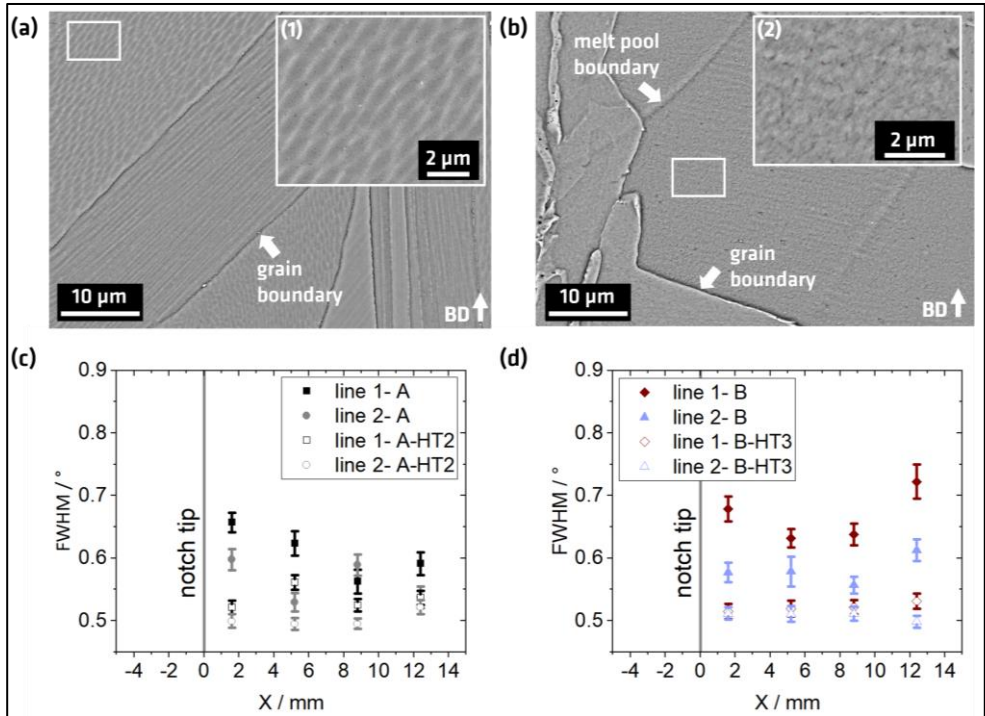 (a)
(1)
2 µm
grain
boundary
10 µm
BD
(b)
melt pool
boundary
(2)
2 µm
grain
boundary
10 µm
BD
(c)
0.9
0.8
0.7
0.6
0.5
FWHM / °
notch tip
line 1- A
line 2- A
line 1- A-HT2
line 2- A-HT2
-4 -2 0 2 4 6 8 10 12 14
X / mm
(d)
0.9
0.8
0.7
0.6
0.5
FWHM / °
notch tip
line 1- B
line 2- B
line 1- B-HT3
line 2- B-HT3
-4 -2 0 2 4 6 8 10 12 14
X / mm